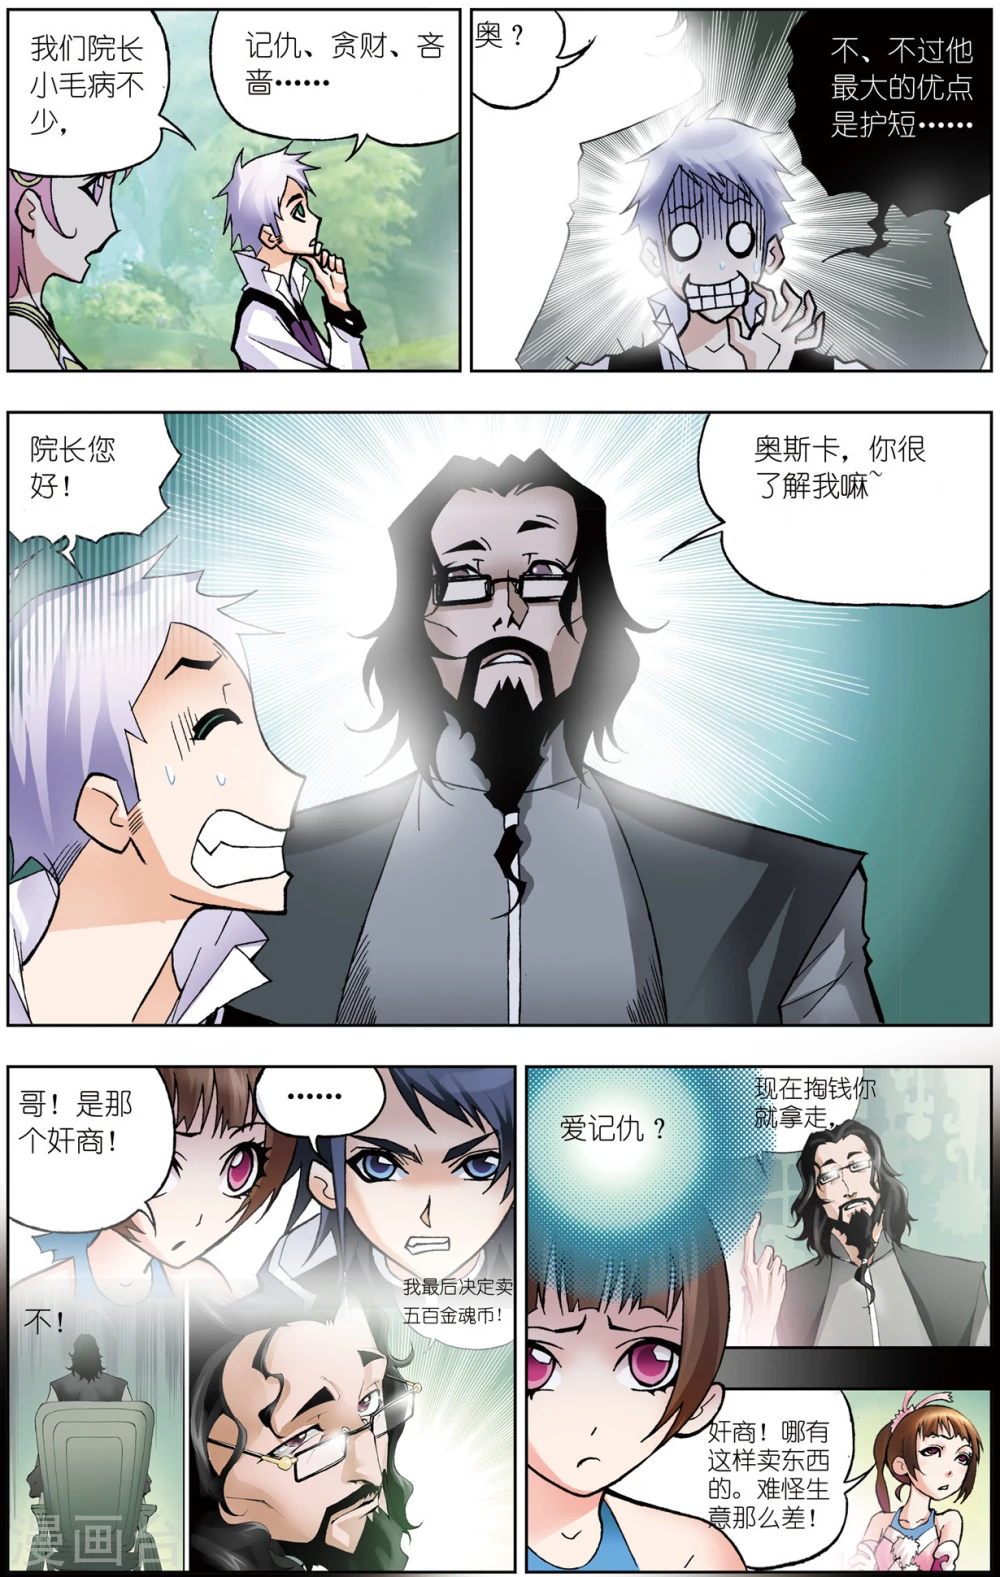 我们院长
小毛病不
少，
记仇、贪财、吝
啬……
奥？
不、不过他
最大的优点
是护短……
院长您
好！
奥斯卡，你很
了解我嘛~
哥！是那
个奸商！
……
不！
我最后决定卖
五百金魂币！
爱记仇？
现在掏钱你
就拿走，
奸商！哪有
这样卖东西
的。难怪生
意那么差！
漫画台